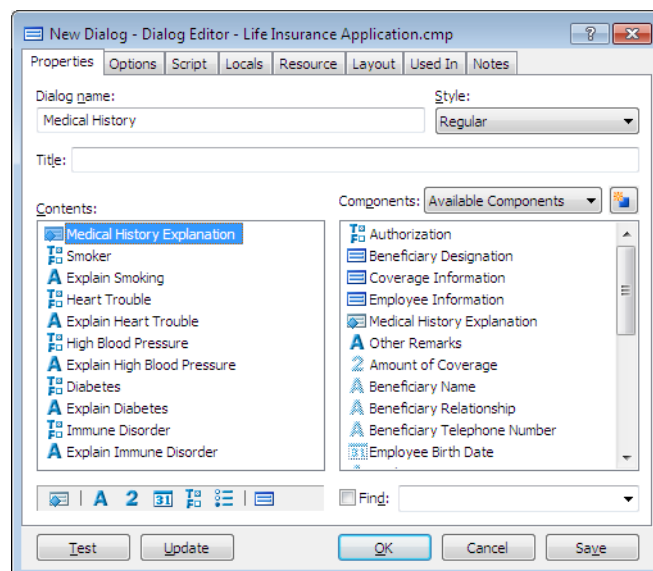 New Dialog - Dialog Editor - Life Insurance Application.cmp
Properties Options Script Locals Resource Layout Used In Notes
Dialog name: Style:
Medical History Regular
Title:
Contents: Components: Available Components
Medical History Explanation
Smoker
Explain Smoking
Heart Trouble
Explain Heart Trouble
High Blood Pressure
Explain High Blood Pressure
Diabetes
Explain Diabetes
Immune Disorder
Explain Immune Disorder
Authorization
Beneficiary Designation
Coverage Information
Employee Information
Medical History Explanation
Other Remarks
Amount of Coverage
Beneficiary Name
Beneficiary Relationship
Beneficiary Telephone Number
Employee Birth Date
Find:
Test Update OK Cancel Save